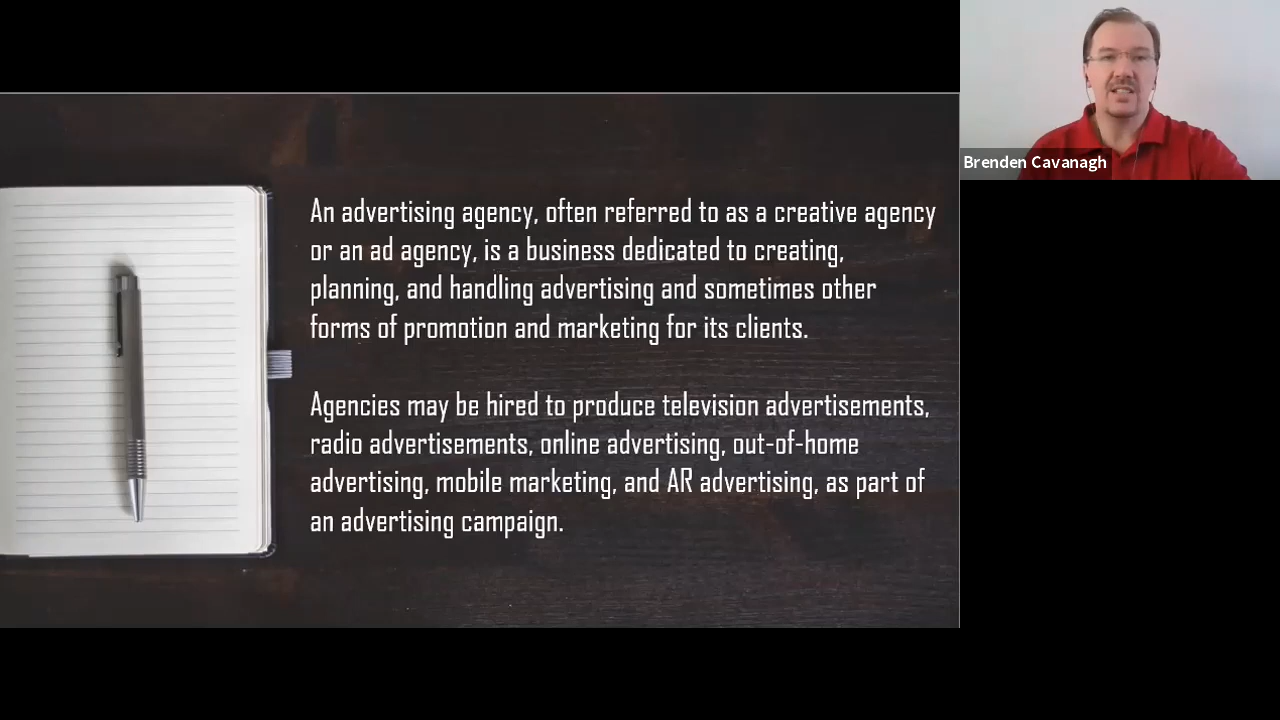 An advertising agency, often referred to as a creative agency
or an ad agency, is a business dedicated to creating,
planning, and handling advertising and sometimes other
forms of promotion and marketing for its clients.
Agencies may be hired to produce television advertisements,
radio advertisements, online advertising, out-of-home
advertising, mobile marketing, and AR advertising, as part of
an advertising campaign.
Brenden Cavanagh